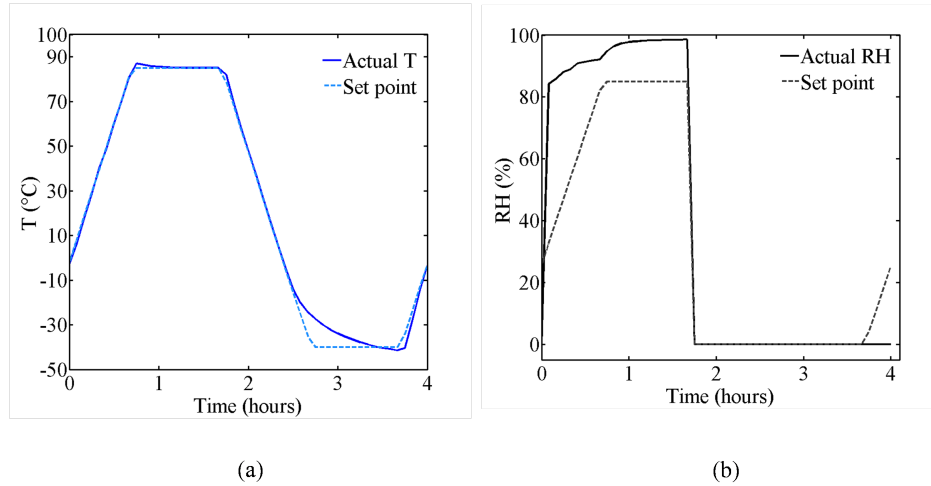 100
90
70
50
30
10
-10
-30
-50
T (°C)
0
1
2
3
4
Time (hours)
Actual T
Set point
(a)
100
80
60
40
20
0
RH (%)
0
1
2
3
4
Time (hours)
Actual RH
Set point
(b)